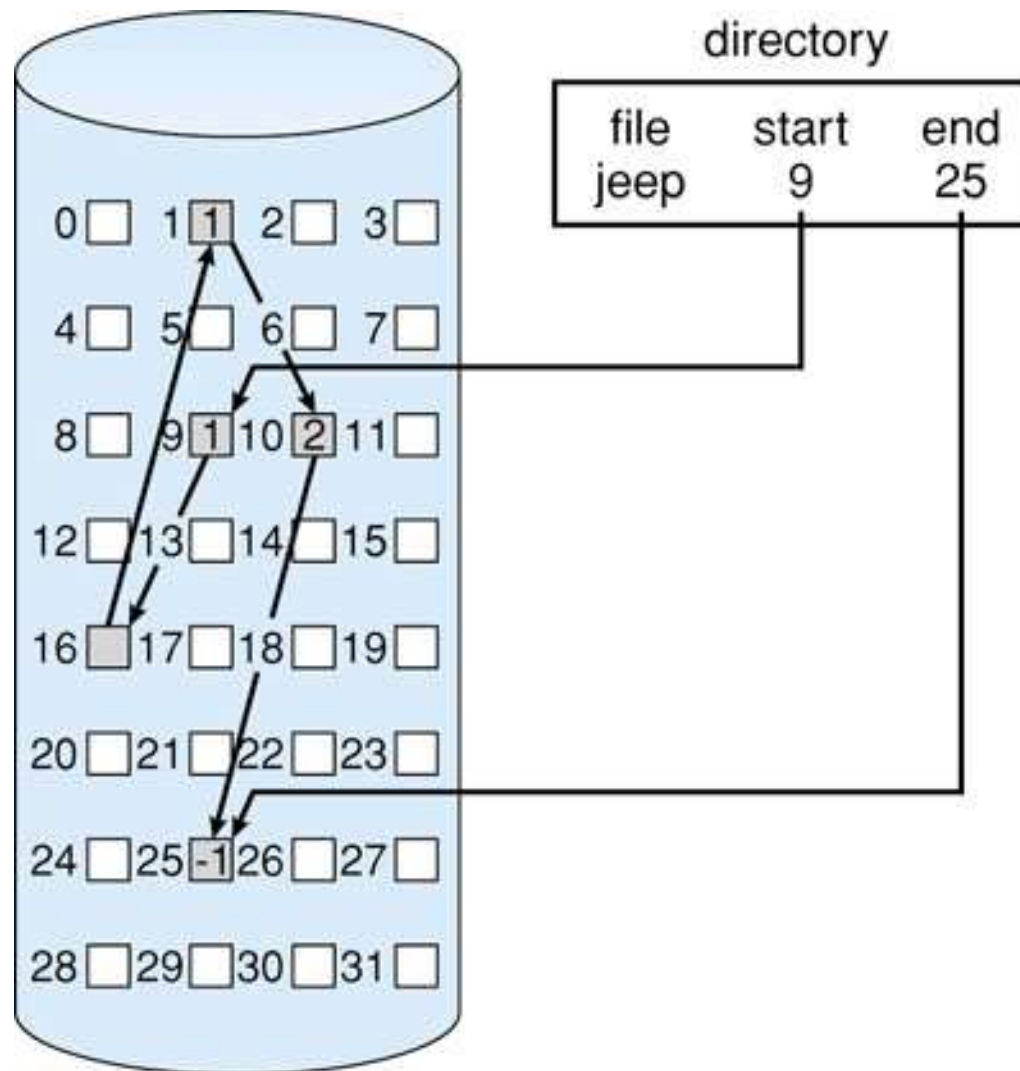 directory
file start end
jeep 9 25
0 1 1 2 3
4 5 6 7
8 9 1 10 2 11
12 13 14 15
16 17 18 19
20 21 22 23
24 25 -1 26 27
28 29 30 31